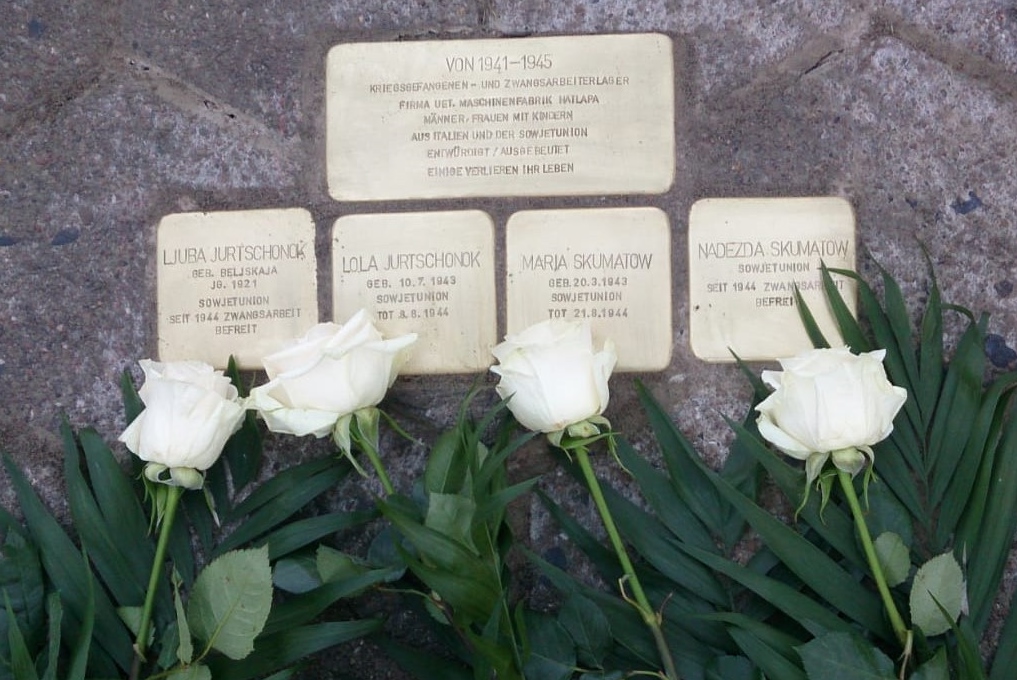 VON 1941-1945
KRIEGSGEFANGENEN- UND ZWANGSARBEITERLAGER
FIRMA UET. MASCHINENFABRIK HATLAPA
MÄNNER, FRAUEN MIT KINDERN
AUS ITALIEN UND DER SOWJETUNION
ENTWÜRDIGT/AUSGEBEUTET
EINIGE VERLIEREN IHR LEBEN
LJUBA JURTSCHONOK
GEB. BELJSKAJA
JG. 1921
SOWJETUNION
SEIT 1944 ZWANGSARBEIT
BEFREIT
LOLA JURTSCHONOK
GEB. 10.7. 1943
SOWJETUNION
TOT 8.8.1944
MARIA SKUMATOW
GEB. 20.3.1943
SOWJETUNION
TOT 21.8.1944
NADEZDA SKUMATOW
SOWJETUNION
SEIT 1944 ZWANGSARBEIT
BEFREIT